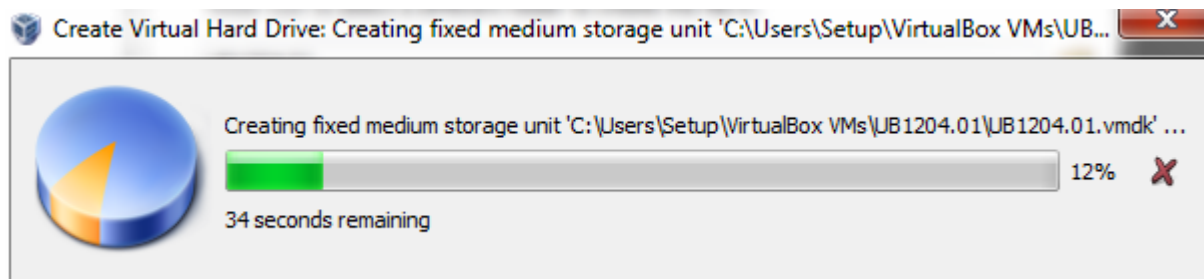 Create Virtual Hard Drive: Creating fixed medium storage unit 'C:\Users\Setup\VirtualBox VMs\UB...
Creating fixed medium storage unit 'C:\Users\Setup\VirtualBox VMs\UB1204.01\UB1204.01.vmdk' ...
12%
34 seconds remaining